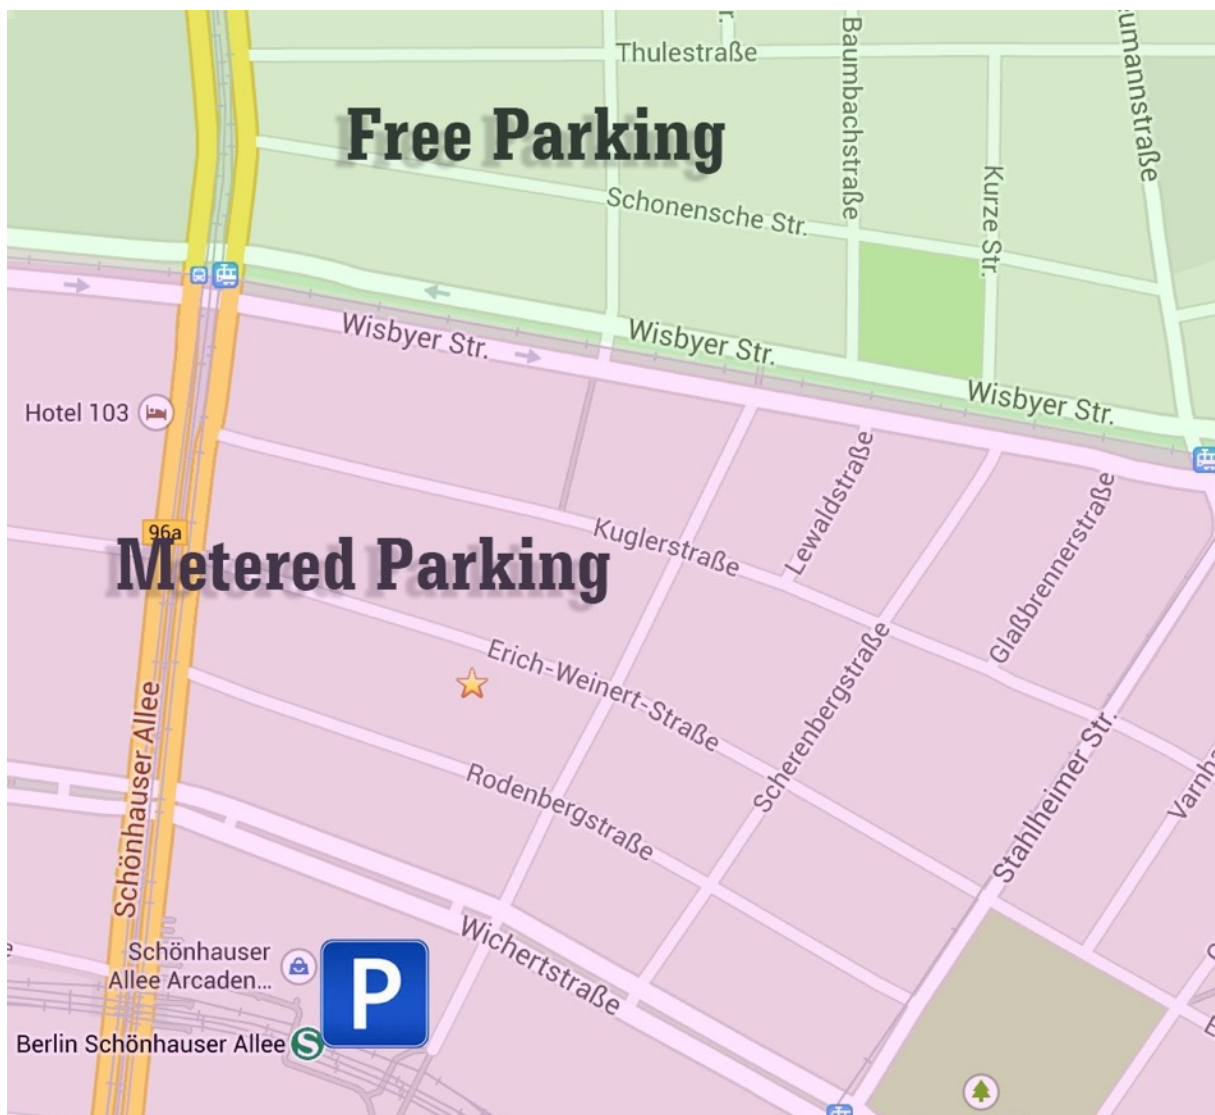 Thulestraße
Baumbachstraße
umannstraße
Free Parking
Schonensche Str.
Kurze Str.
Wisbyer Str.
Wisbyer Str.
Wisbyer Str.
Hotel 103
96a
Metered Parking
Kuglerstraße
Lewaldstraße
Glaßbrennerstraße
Erich-Weinert-Straße
Scherenbergstraße
Schönhauser Allee
Rodenbergstraße
Stahlheimer Str.
Varnha
Wichertstraße
Schönhauser
Allee Arcaden...
P
Berlin Schönhauser Allee
S